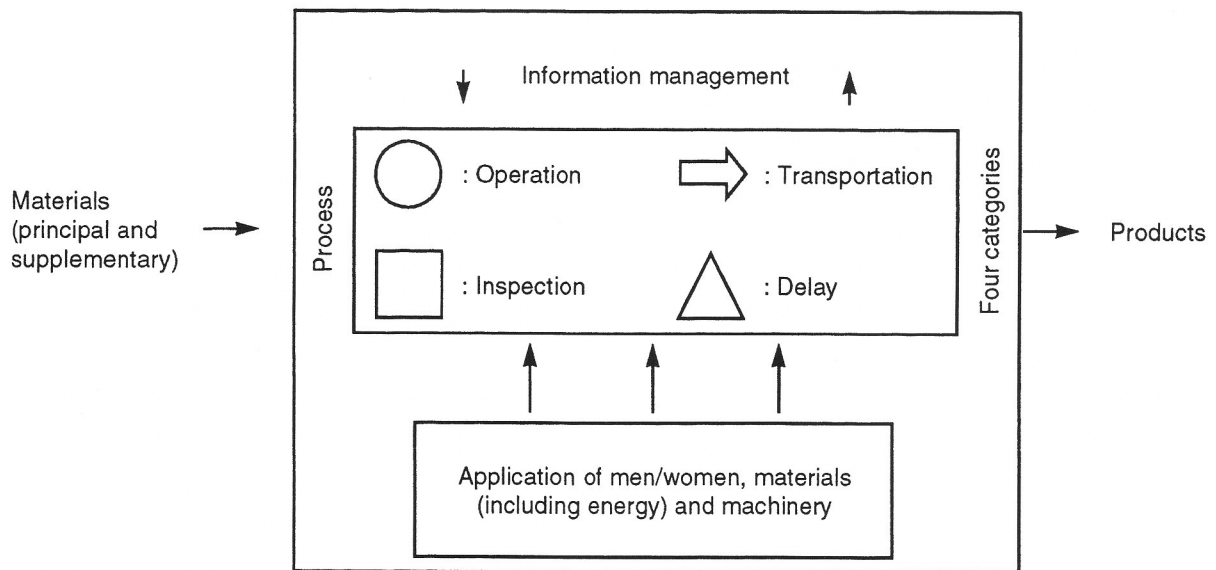 Information management
: Operation
: Transportation
Materials
(principal and
supplementary)
Process
Four categories
Products
: Inspection
: Delay
Application of men/women, materials
(including energy) and machinery